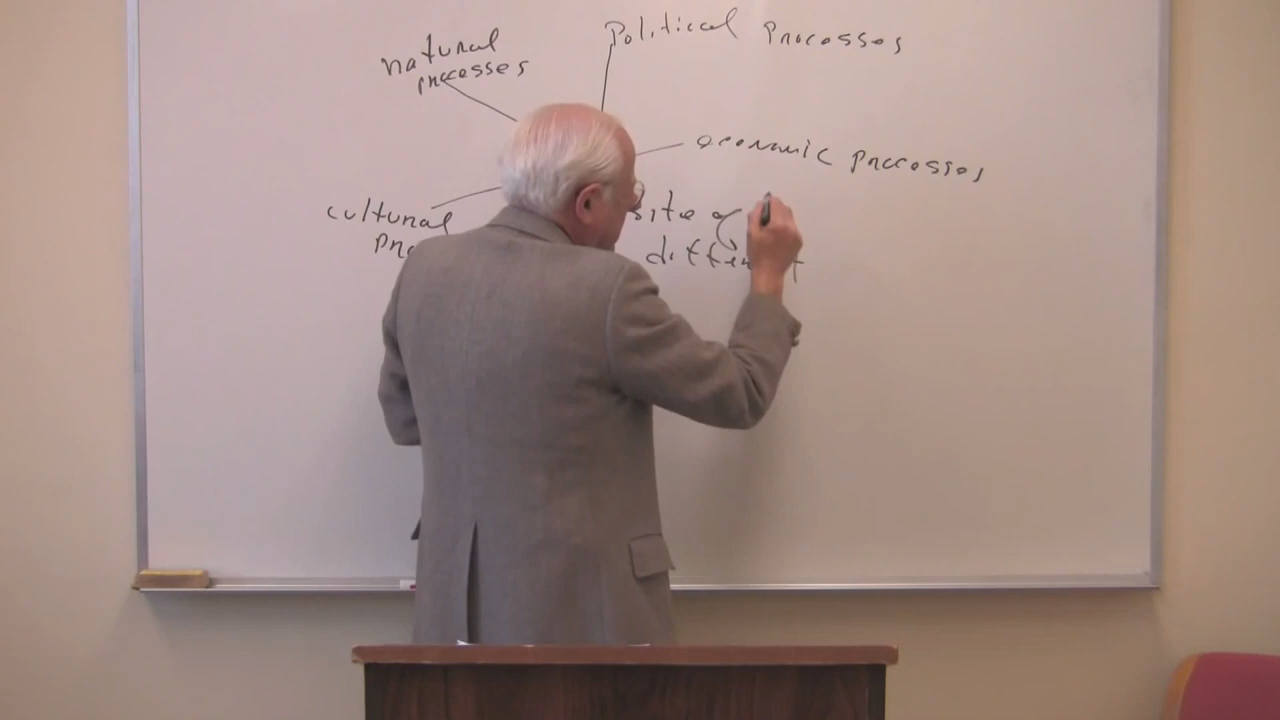 natural
processes
Political Processes
economic processes
cultural
site of
different